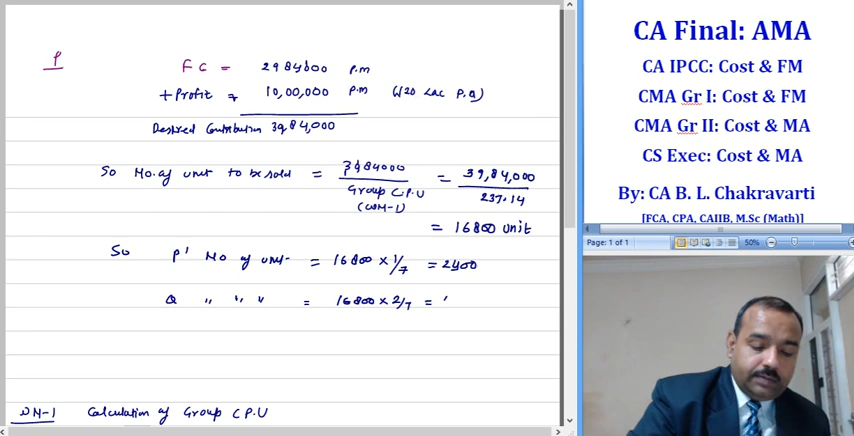 P
FC = 2984000 P.M
+ Profit = 10,00,000 P.M (120 Lac P.a)
Desired Contribution 39,84,000
So No. of unit to be sold = 3984000 / Group C.P.U (WN-1) = 39,84,000 / 237.14
= 16800 unit
So P' No of unit = 16800 × 1/7 = 2400
Q " " " = 16800 × 2/7 = '
WN-1 Calculation of Group C P.U
CA Final: AMA
CA IPCC: Cost & FM
CMA Gr I: Cost & FM
CMA Gr II: Cost & MA
CS Exec: Cost & MA
By: CA B. L. Chakravarti
[FCA, CPA, CAIIB, M.Sc (Math)]
Page: 1 of 1
50%